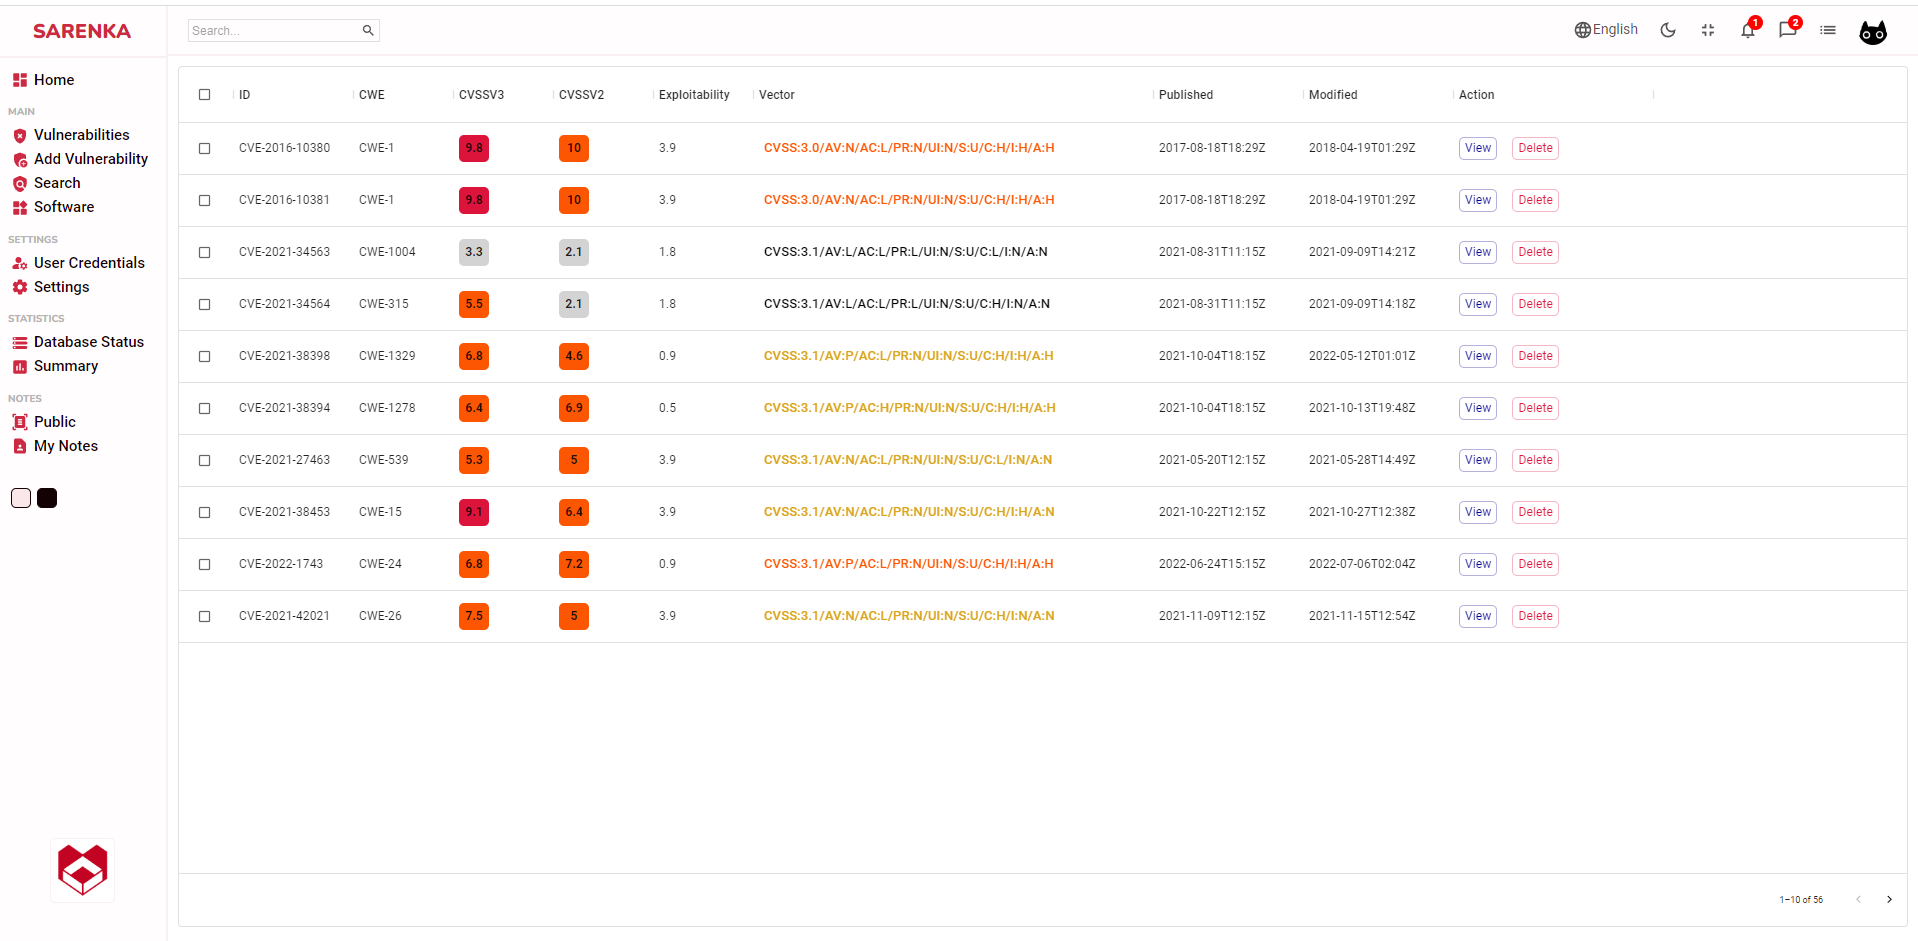 SARENKA
Search...
English
1
2
Home
MAIN
Vulnerabilities
Add Vulnerability
Search
Software
SETTINGS
User Credentials
Settings
STATISTICS
Database Status
Summary
NOTES
Public
My Notes
ID CWE CVSSV3 CVSSV2 Exploitability Vector Published Modified Action
CVE-2016-10380 CWE-1 9.8 10 3.9 CVSS:3.0/AV:N/AC:L/PR:N/UI:N/S:U/C:H/I:H/A:H 2017-08-18T18:29Z 2018-04-19T01:29Z View Delete
CVE-2016-10381 CWE-1 9.8 10 3.9 CVSS:3.0/AV:N/AC:L/PR:N/UI:N/S:U/C:H/I:H/A:H 2017-08-18T18:29Z 2018-04-19T01:29Z View Delete
CVE-2021-34563 CWE-1004 3.3 2.1 1.8 CVSS:3.1/AV:L/AC:L/PR:L/UI:N/S:U/C:L/I:N/A:N 2021-08-31T11:15Z 2021-09-09T14:21Z View Delete
CVE-2021-34564 CWE-315 5.5 2.1 1.8 CVSS:3.1/AV:L/AC:L/PR:L/UI:N/S:U/C:H/I:N/A:N 2021-08-31T11:15Z 2021-09-09T14:18Z View Delete
CVE-2021-38398 CWE-1329 6.8 4.6 0.9 CVSS:3.1/AV:P/AC:L/PR:N/UI:N/S:U/C:H/I:H/A:H 2021-10-04T18:15Z 2022-05-12T01:01Z View Delete
CVE-2021-38394 CWE-1278 6.4 6.9 0.5 CVSS:3.1/AV:P/AC:H/PR:N/UI:N/S:U/C:H/I:H/A:H 2021-10-04T18:15Z 2021-10-13T19:48Z View Delete
CVE-2021-27463 CWE-539 5.3 5 3.9 CVSS:3.1/AV:N/AC:L/PR:N/UI:N/S:U/C:L/I:N/A:N 2021-05-20T12:15Z 2021-05-28T14:49Z View Delete
CVE-2021-38453 CWE-15 9.1 6.4 3.9 CVSS:3.1/AV:N/AC:L/PR:N/UI:N/S:U/C:H/I:H/A:N 2021-10-22T12:15Z 2021-10-27T12:38Z View Delete
CVE-2022-1743 CWE-24 6.8 7.2 0.9 CVSS:3.1/AV:P/AC:L/PR:N/UI:N/S:U/C:H/I:H/A:H 2022-06-24T15:15Z 2022-07-06T02:04Z View Delete
CVE-2021-42021 CWE-26 7.5 5 3.9 CVSS:3.1/AV:N/AC:L/PR:N/UI:N/S:U/C:H/I:N/A:N 2021-11-09T12:15Z 2021-11-15T12:54Z View Delete
1–10 of 56